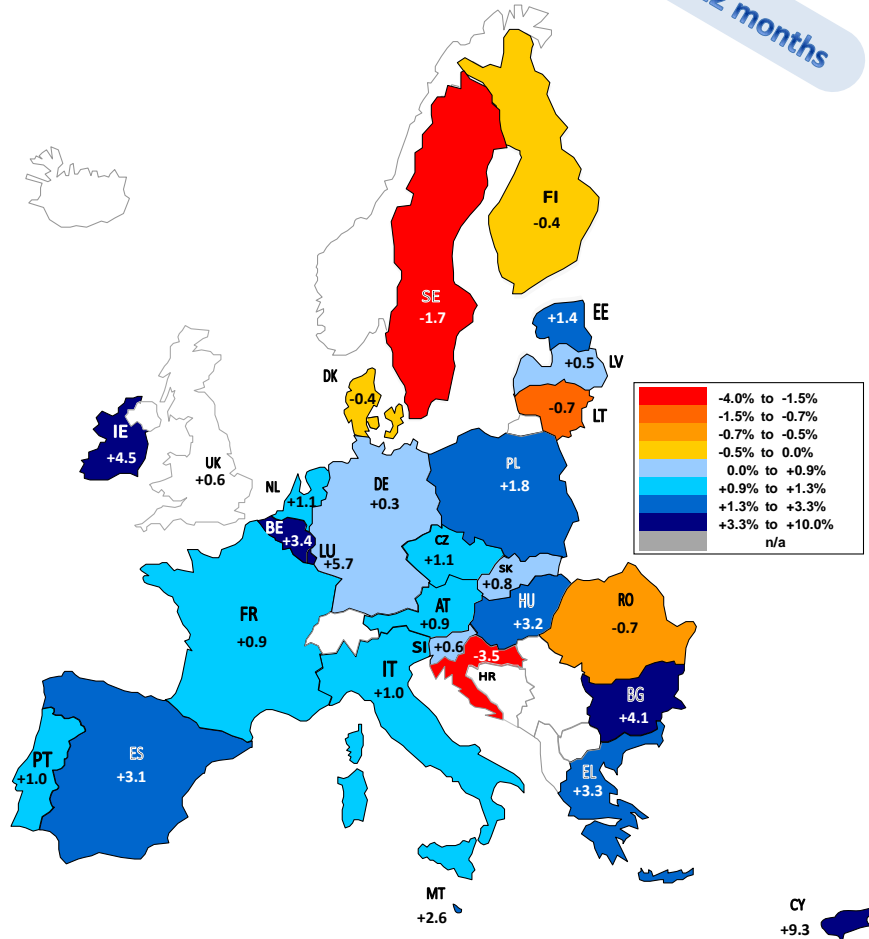 months
FI
-0.4
SE
-1.7
EE
+1.4
LV
+0.5
DK
-0.4
-0.7
LT
-4.0% to -1.5%
-1.5% to -0.7%
-0.7% to -0.5%
-0.5% to 0.0%
0.0% to +0.9%
+0.9% to +1.3%
+1.3% to +3.3%
+3.3% to +10.0%
n/a
IE
+4.5
UK
+0.6
NL
+1.1
DE
+0.3
PL
+1.8
BE
+3.4
LU
+5.7
CZ
+1.1
SK
+0.8
FR
+0.9
AT
+0.9
HU
+3.2
RO
-0.7
SI
+0.6
-3.5
HR
IT
+1.0
BG
+4.1
PT
+1.0
ES
+3.1
EL
+3.3
MT
+2.6
CY
+9.3